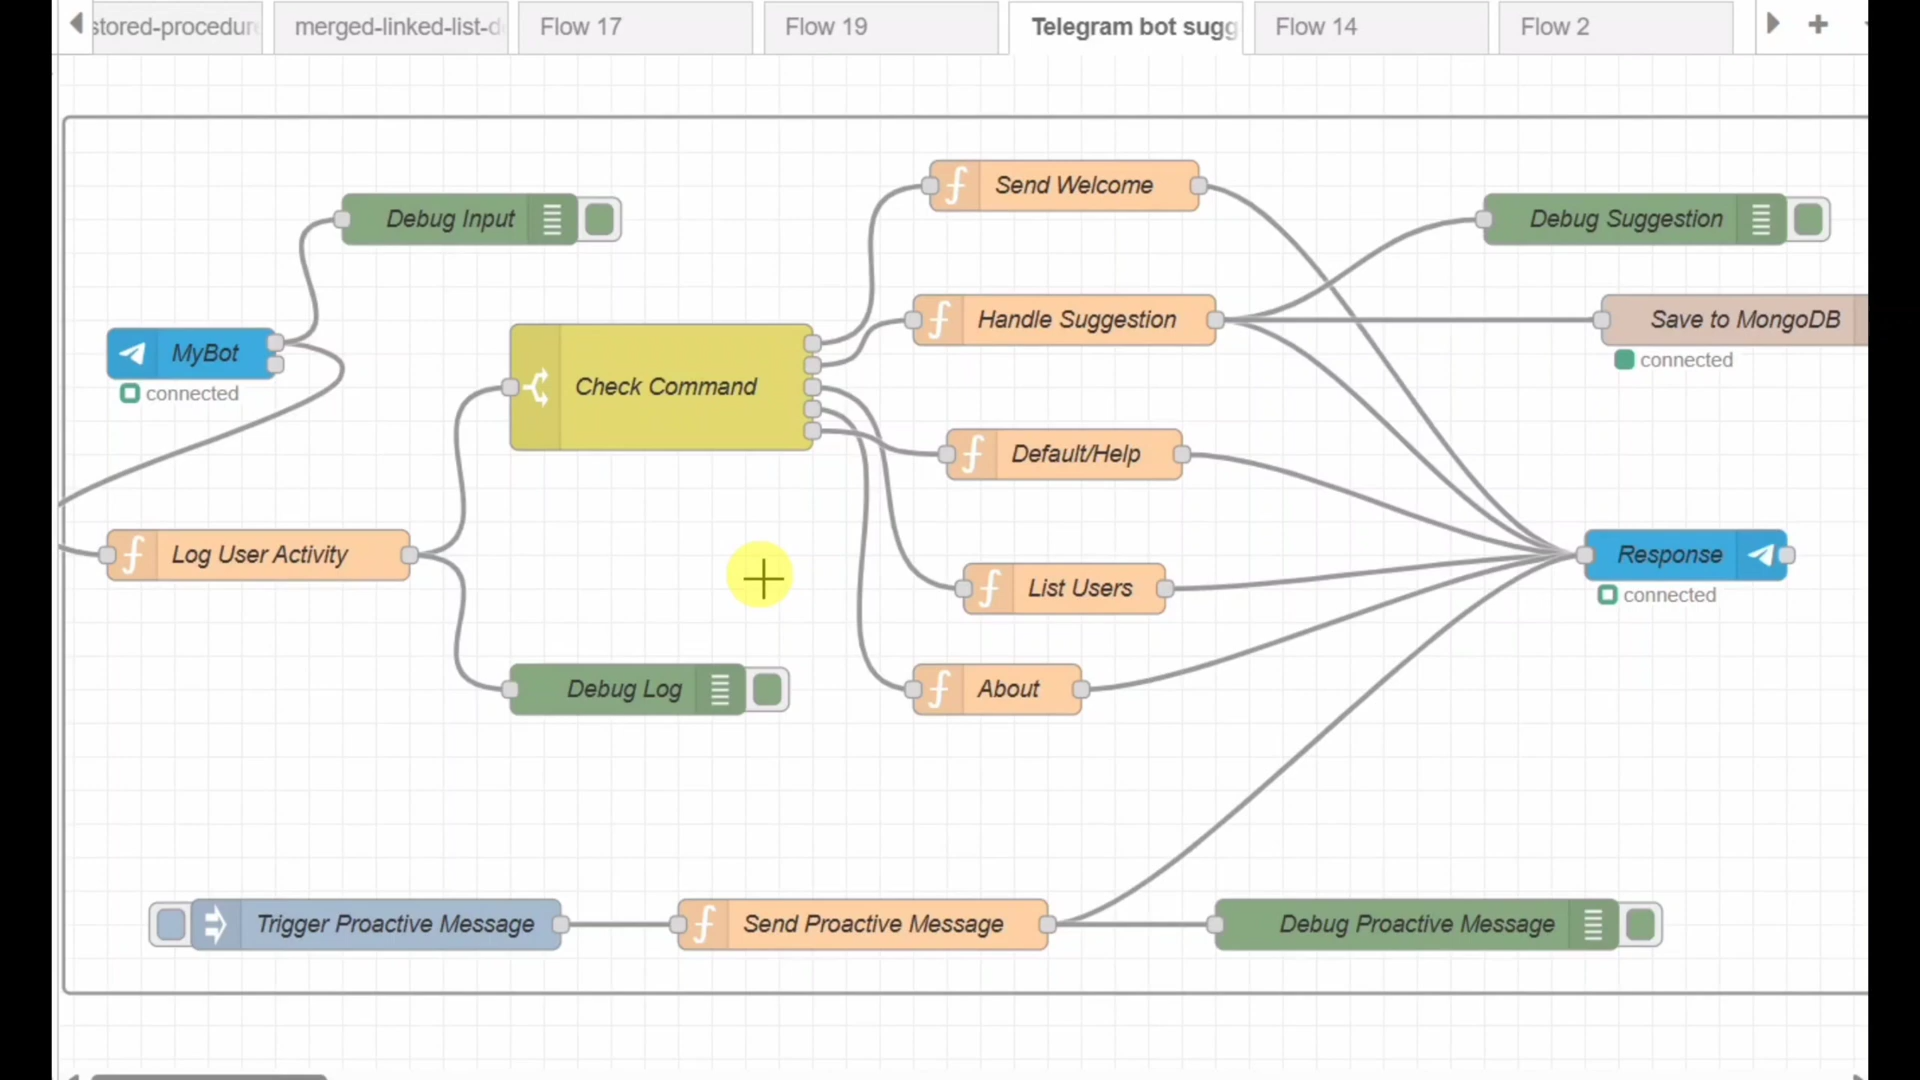 stored-procedur
merged-linked-list-d
Flow 17
Flow 19
Telegram bot sugg
Flow 14
Flow 2
Send Welcome
Debug Input
Debug Suggestion
Handle Suggestion
Save to MongoDB
connected
MyBot
connected
Check Command
Default/Help
Log User Activity
Response
connected
List Users
Debug Log
About
Trigger Proactive Message
Send Proactive Message
Debug Proactive Message